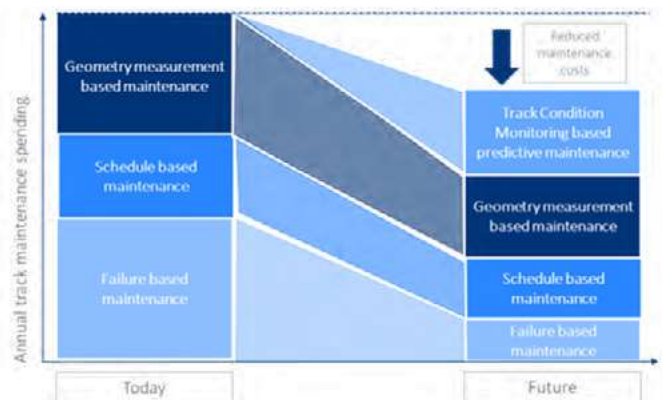 Annual track maintenance spending
Geometry measurement
based maintenance
Schedule based
maintenance
Failure based
maintenance
Today
Reduced
maintenance
costs
Track Condition
Monitoring based
predictive maintenance
Geometry measurement
based maintenance
Schedule based
maintenance
Failure based
maintenance
Future